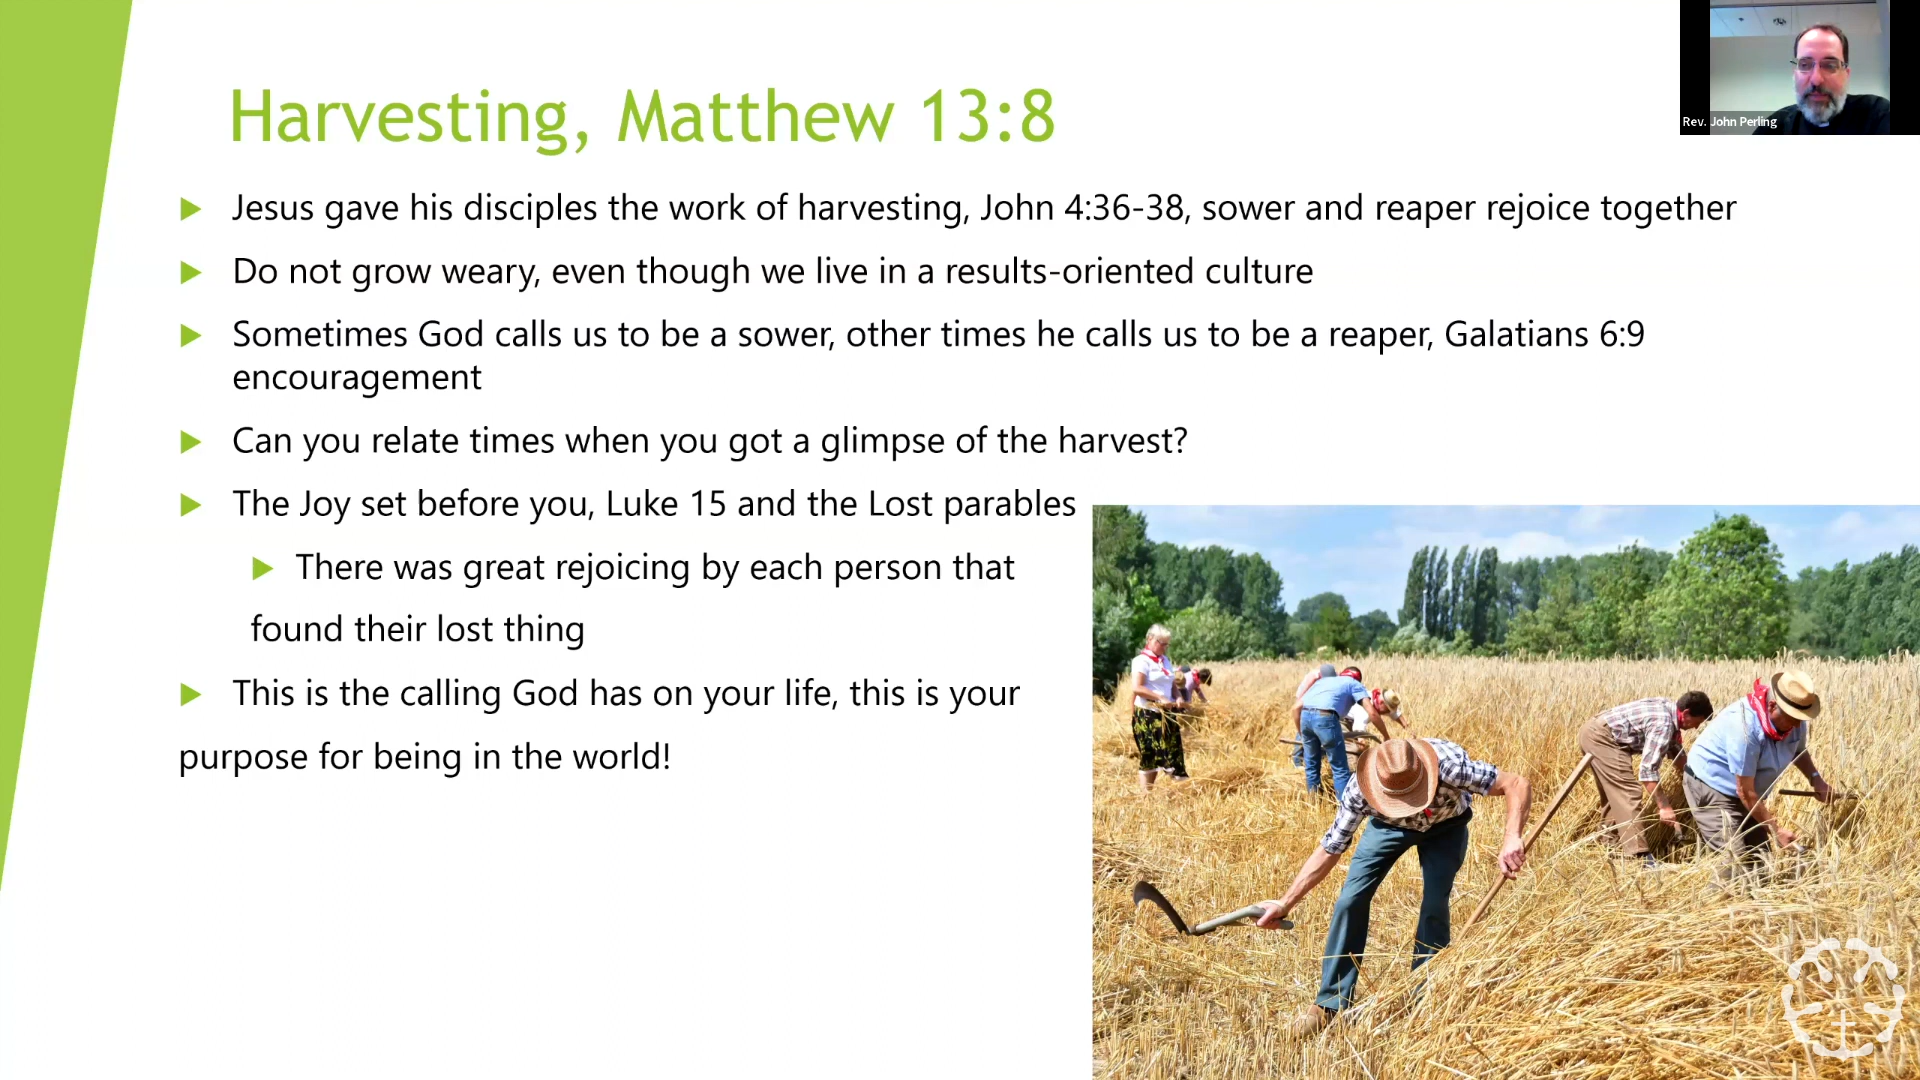 Harvesting, Matthew 13:8
Rev. John Perling
Jesus gave his disciples the work of harvesting, John 4:36-38, sower and reaper rejoice together
Do not grow weary, even though we live in a results-oriented culture
Sometimes God calls us to be a sower, other times he calls us to be a reaper, Galatians 6:9
encouragement
Can you relate times when you got a glimpse of the harvest?
The Joy set before you, Luke 15 and the Lost parables
There was great rejoicing by each person that
found their lost thing
This is the calling God has on your life, this is your
purpose for being in the world!